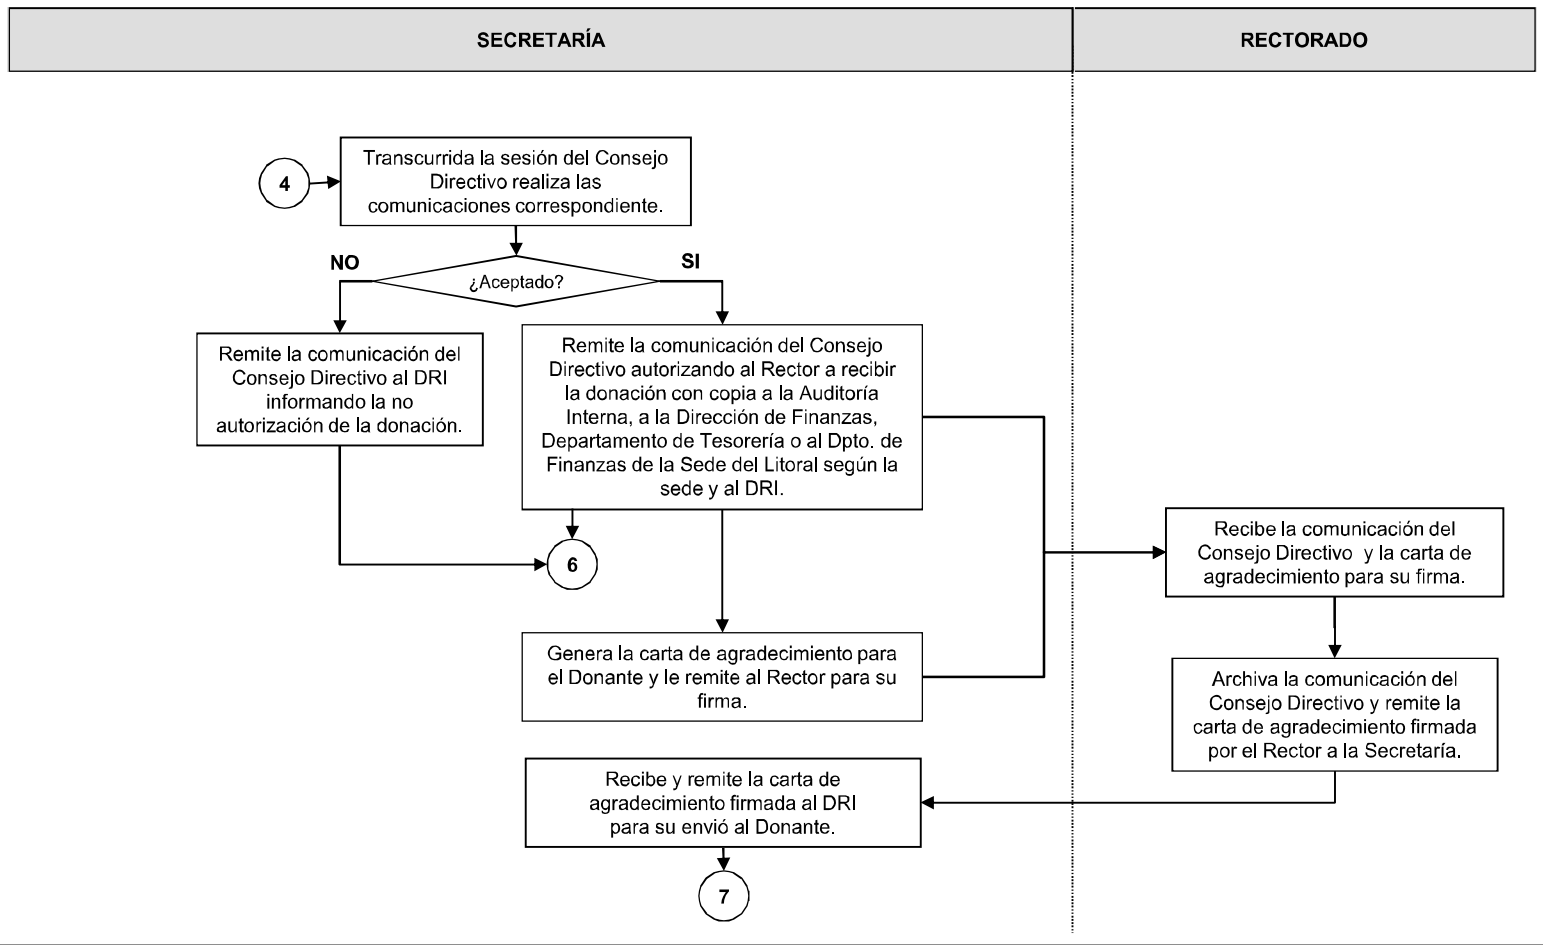 SECRETARÍA
RECTORADO
4
Transcurrida la sesión del Consejo
Directivo realiza las
comunicaciones correspondiente.
NO
SI
¿Aceptado?
Remite la comunicación del
Consejo Directivo al DRI
informando la no
autorización de la donación.
Remite la comunicación del Consejo
Directivo autorizando al Rector a recibir
la donación con copia a la Auditoría
Interna, a la Dirección de Finanzas,
Departamento de Tesorería o al Dpto. de
Finanzas de la Sede del Litoral según la
sede y al DRI.
6
Recibe la comunicación del
Consejo Directivo  y la carta de
agradecimiento para su firma.
Genera la carta de agradecimiento para
el Donante y le remite al Rector para su
firma.
Archiva la comunicación del
Consejo Directivo y remite la
carta de agradecimiento firmada
por el Rector a la Secretaría.
Recibe y remite la carta de
agradecimiento firmada al DRI
para su envió al Donante.
7